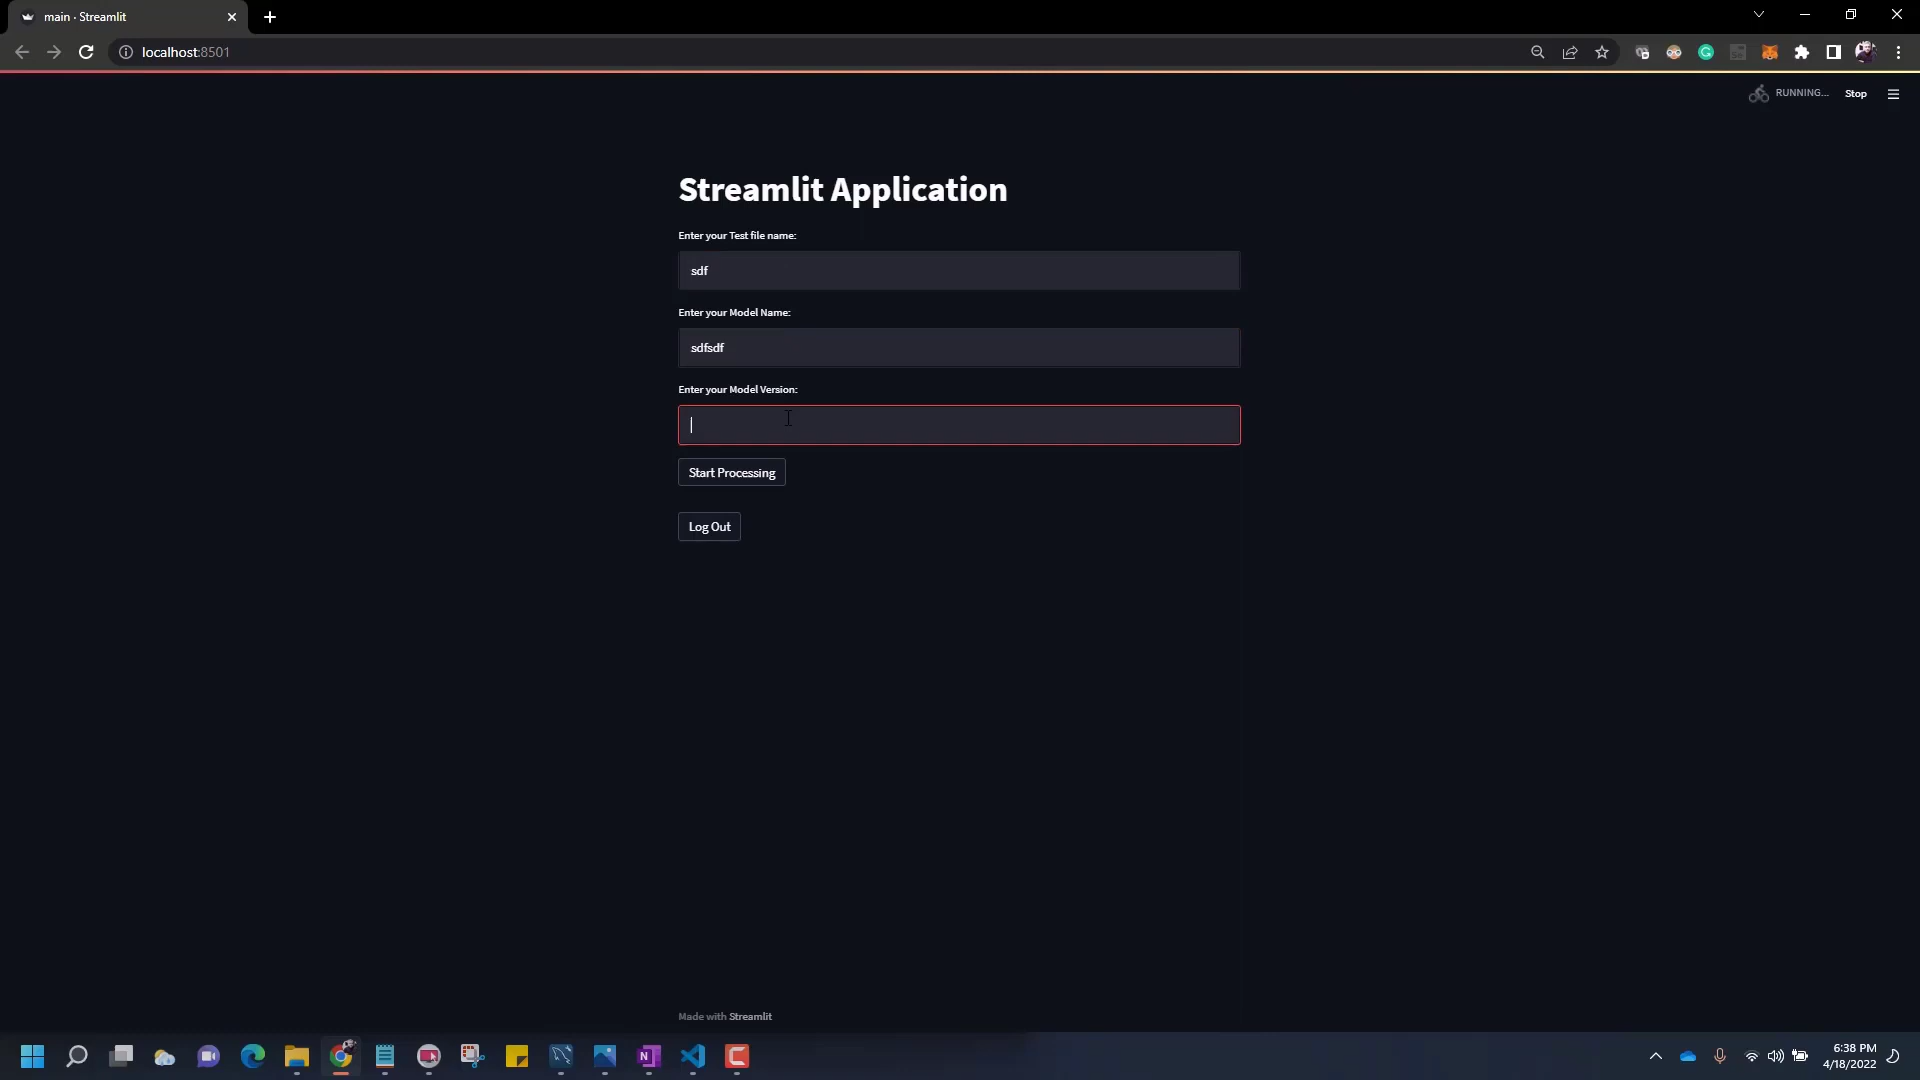 main · Streamlit
localhost:8501
RUNNING...
Stop
Streamlit Application
Enter your Test file name:
sdf
Enter your Model Name:
sdfsdf
Enter your Model Version:
Start Processing
Log Out
Made with Streamlit
6:38 PM
4/18/2022